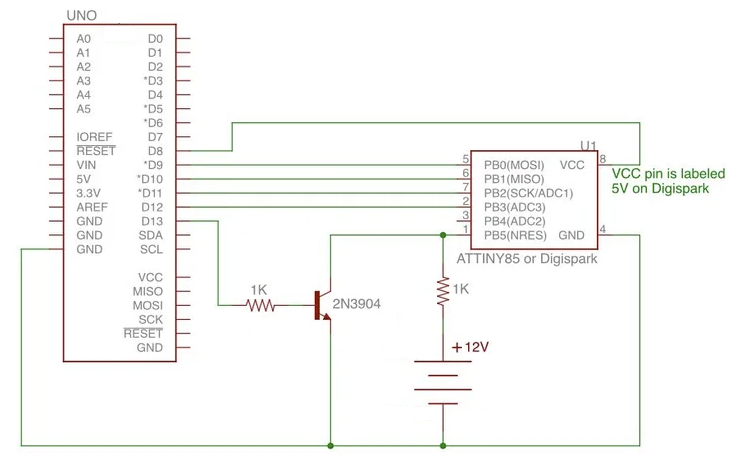 UNO
A0 D0
A1 D1
A2 D2
A3 *D3
A4 D4
A5 *D5
*D6
IOREF D7
RESET D8
VIN *D9
5V *D10
3.3V *D11
AREF D12
GND D13
GND SDA
GND SCL
VCC
MISO
MOSI
SCK
RESET
GND
U1
5 PB0(MOSI) VCC 8
6 PB1(MISO)
7 PB2(SCK/ADC1)
2 PB3(ADC3)
3 PB4(ADC2)
1 PB5(NRES) GND 4
ATTINY85 or Digispark
VCC pin is labeled
5V on Digispark
1K
2N3904
1K
+12V